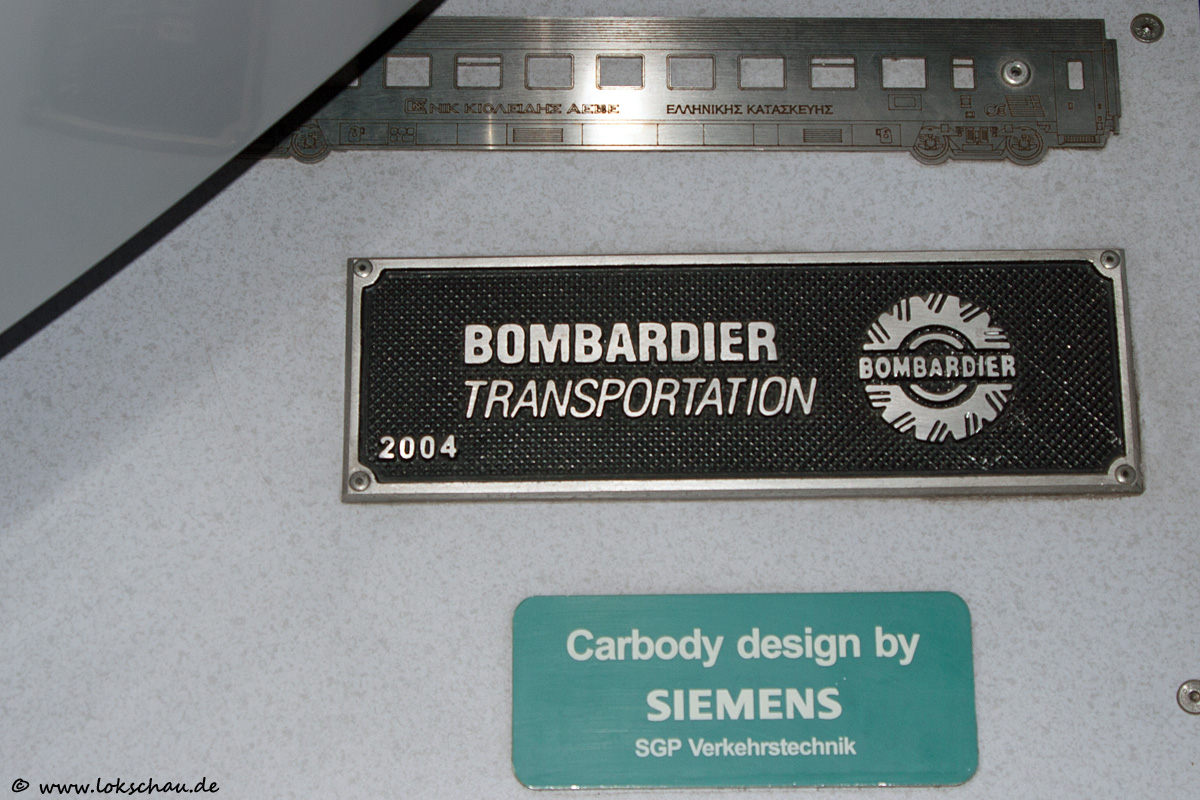 ΝΙΚ ΚΙΟΛΕΙΔΗΣ ΑΕΒΕ ΕΛΛΗΝΙΚΗΣ ΚΑΤΑΣΚΕΥΗΣ
BOMBARDIER
TRANSPORTATION
BOMBARDIER
2004
Carbody design by
SIEMENS
SGP Verkehrstechnik
© www.lokschau.de